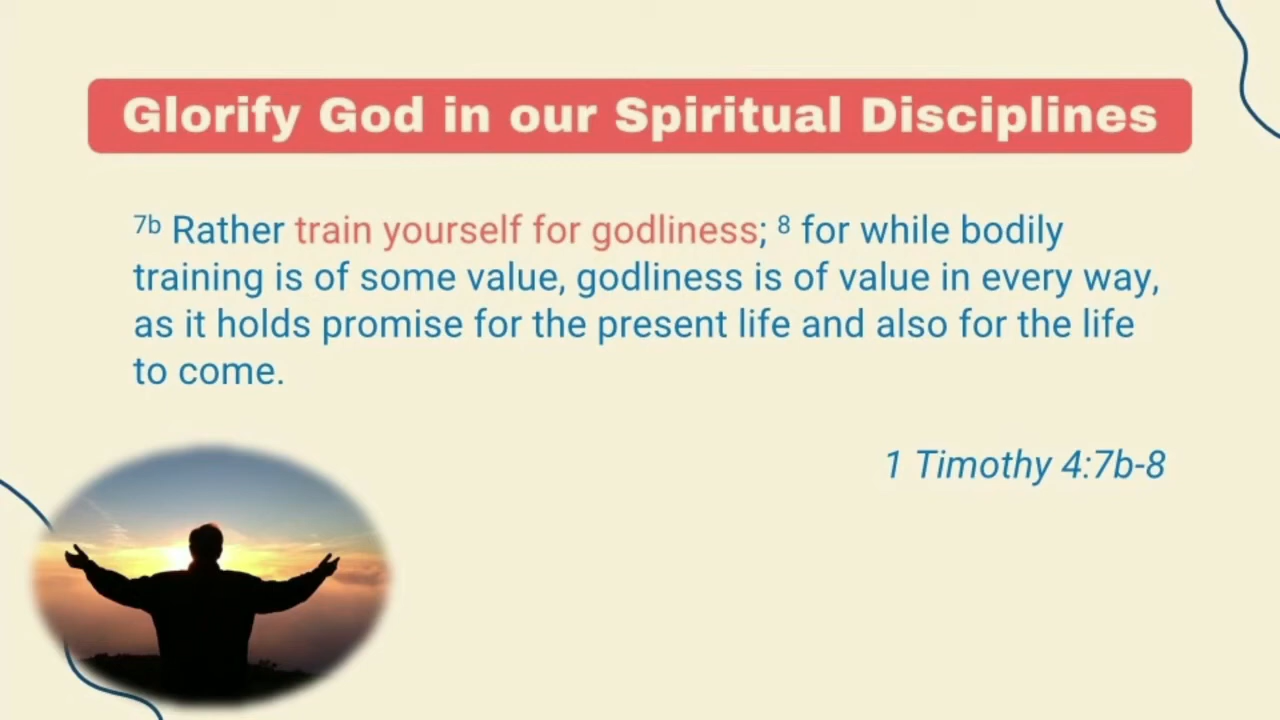 Glorify God in our Spiritual Disciplines
7b Rather train yourself for godliness; 8 for while bodily
training is of some value, godliness is of value in every way,
as it holds promise for the present life and also for the life
to come.
1 Timothy 4:7b-8